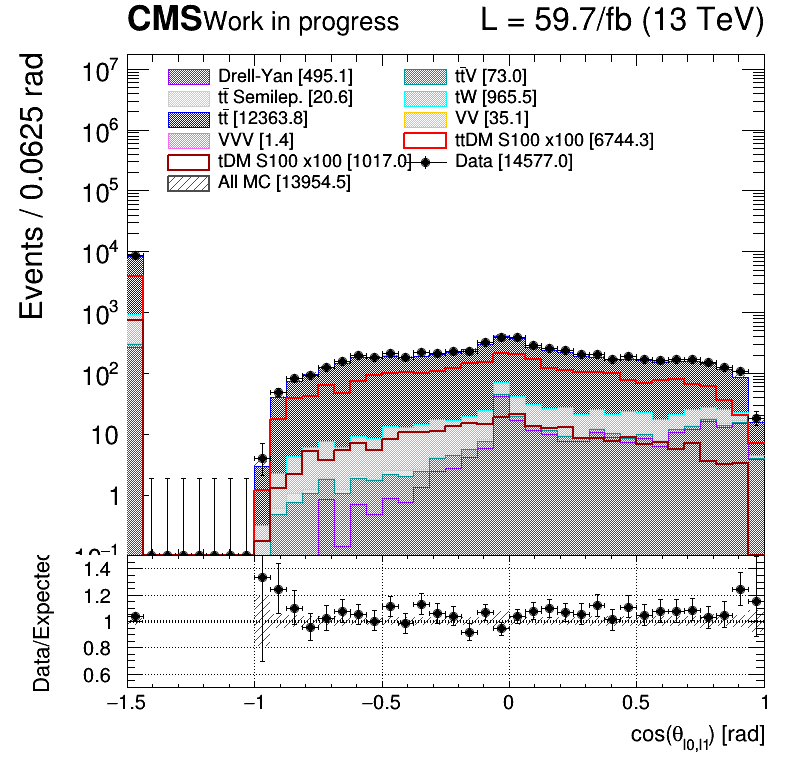 CMS Work in progress L = 59.7/fb (13 TeV)
Events / 0.0625 rad
10⁷
10⁶
10⁵
10⁴
10³
10²
10
1
10⁻¹
Drell-Yan [495.1]
tt̄V [73.0]
tt̄ Semilep. [20.6]
tW [965.5]
tt̄ [12363.8]
VV [35.1]
VVV [1.4]
ttDM S100 x100 [6744.3]
tDM S100 x100 [1017.0]
Data [14577.0]
All MC [13954.5]
Data/Expected
1.4
1.2
1
0.8
0.6
−1.5 −1 −0.5 0 0.5 1
cos(θ_{l0,l1}) [rad]